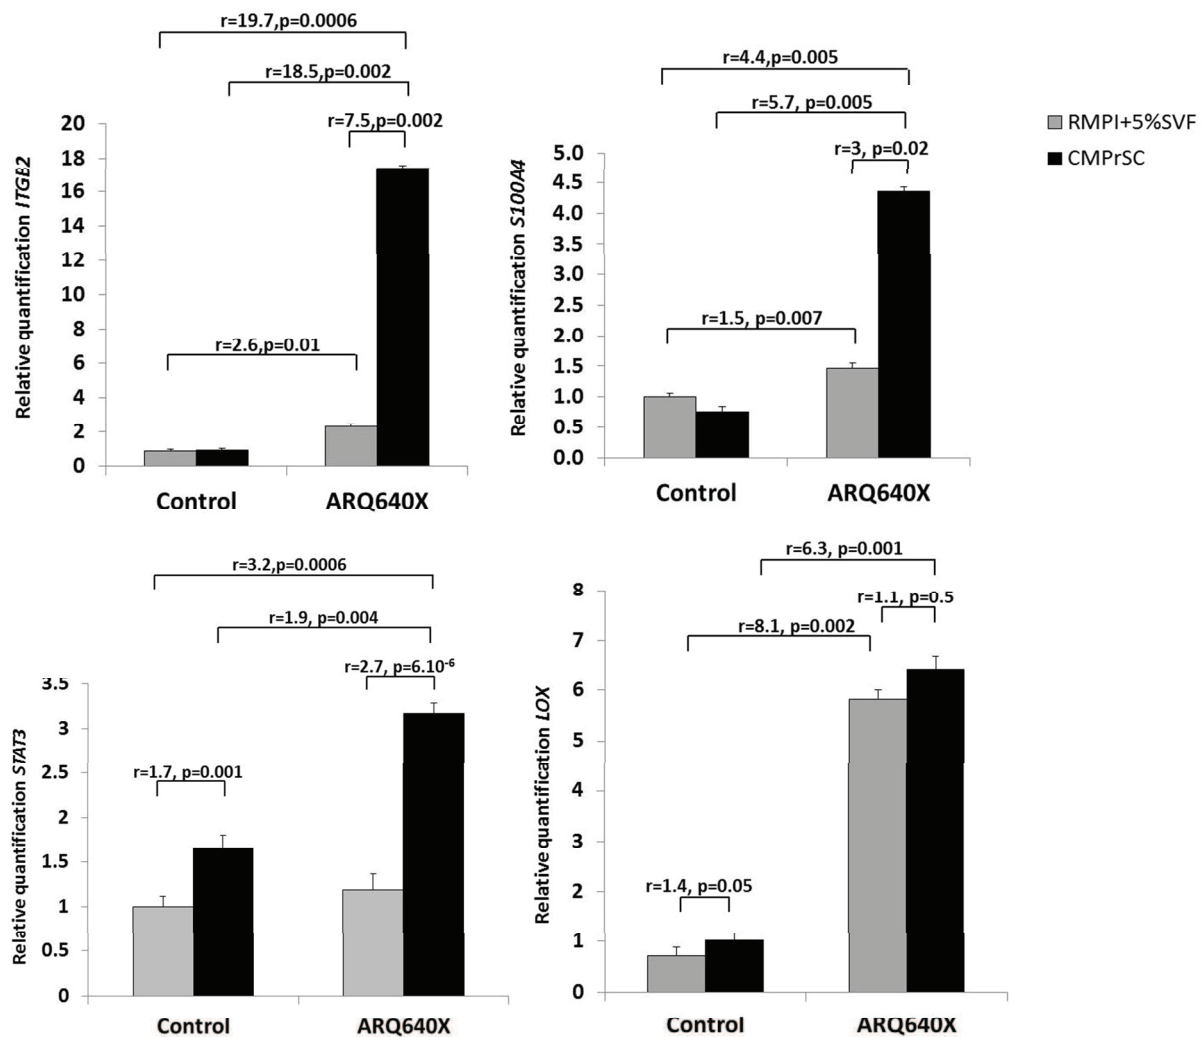 r=19.7,p=0.0006
r=18.5,p=0.002
r=7.5,p=0.002
r=2.6,p=0.01
Relative quantification ITGB2
20
18
16
14
12
10
8
6
4
2
0
Control
ARQ640X
r=4.4,p=0.005
r=5.7, p=0.005
r=3, p=0.02
r=1.5, p=0.007
Relative quantification S100A4
5.0
4.5
4.0
3.5
3.0
2.5
2.0
1.5
1.0
0.5
0.0
Control
ARQ640X
RMPI+5%SVF
CMPrSC
r=3.2,p=0.0006
r=1.9, p=0.004
r=2.7, p=6.10⁻⁶
r=1.7, p=0.001
Relative quantification STAT3
3.5
3
2.5
2
1.5
1
0.5
0
Control
ARQ640X
r=6.3, p=0.001
r=1.1, p=0.5
r=8.1, p=0.002
r=1.4, p=0.05
Relative quantification LOX
8
7
6
5
4
3
2
1
0
Control
ARQ640X